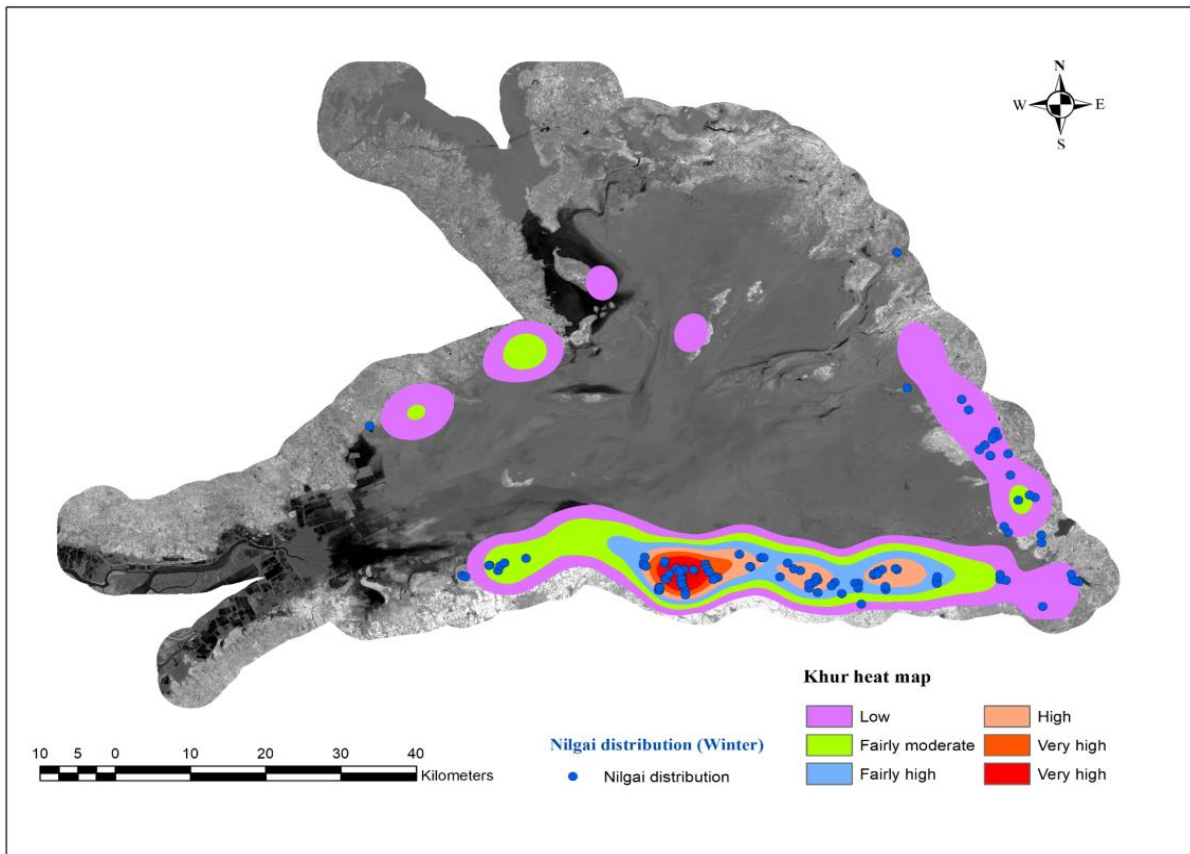 N
W E
S
Khur heat map
Low High
Fairly moderate Very high
Fairly high Very high
Nilgai distribution (Winter)
Nilgai distribution
10 5 0 10 20 30 40
Kilometers